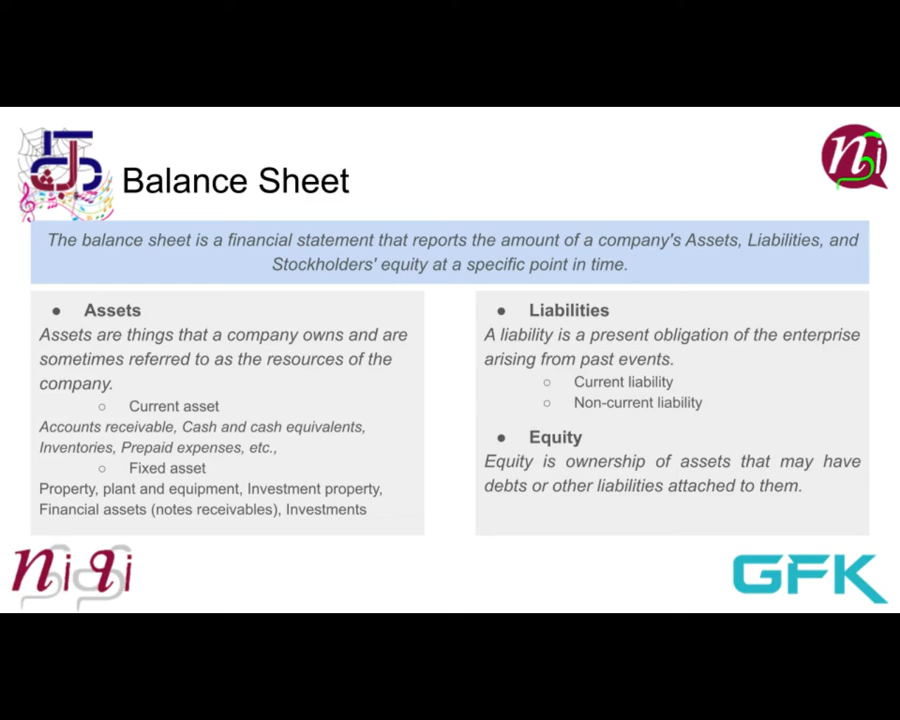 Balance Sheet
The balance sheet is a financial statement that reports the amount of a company's Assets, Liabilities, and
Stockholders' equity at a specific point in time.
● Assets
Assets are things that a company owns and are
sometimes referred to as the resources of the
company.
○ Current asset
Accounts receivable, Cash and cash equivalents,
Inventories, Prepaid expenses, etc.,
○ Fixed asset
Property, plant and equipment, Investment property,
Financial assets (notes receivables), Investments
● Liabilities
A liability is a present obligation of the enterprise
arising from past events.
○ Current liability
○ Non-current liability
● Equity
Equity is ownership of assets that may have
debts or other liabilities attached to them.
ni
niqi
GFK